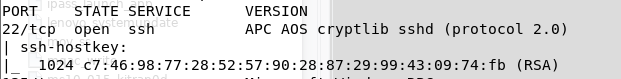 PORT STATE SERVICE VERSION
22/tcp open ssh APC AOS cryptlib sshd (protocol 2.0)
| ssh-hostkey:
|_ 1024 c7:46:98:77:28:52:57:90:28:87:29:99:43:09:74:fb (RSA)